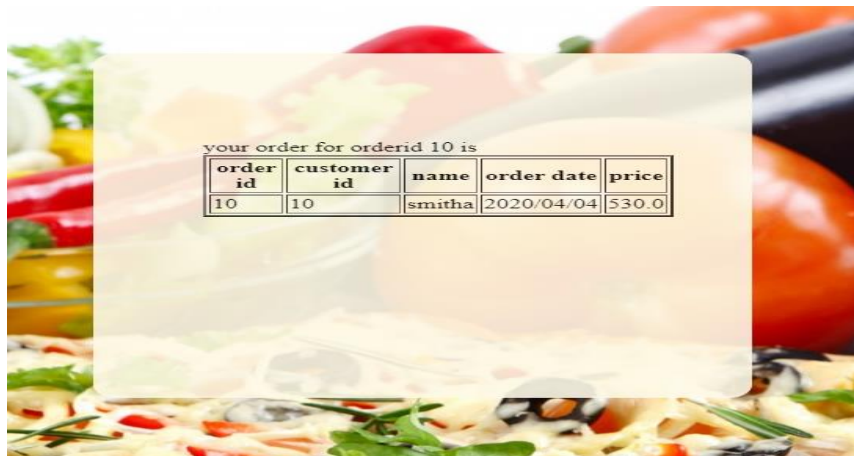 your order for orderid 10 is
order id customer id name order date price
10 10 smitha 2020/04/04 530.0